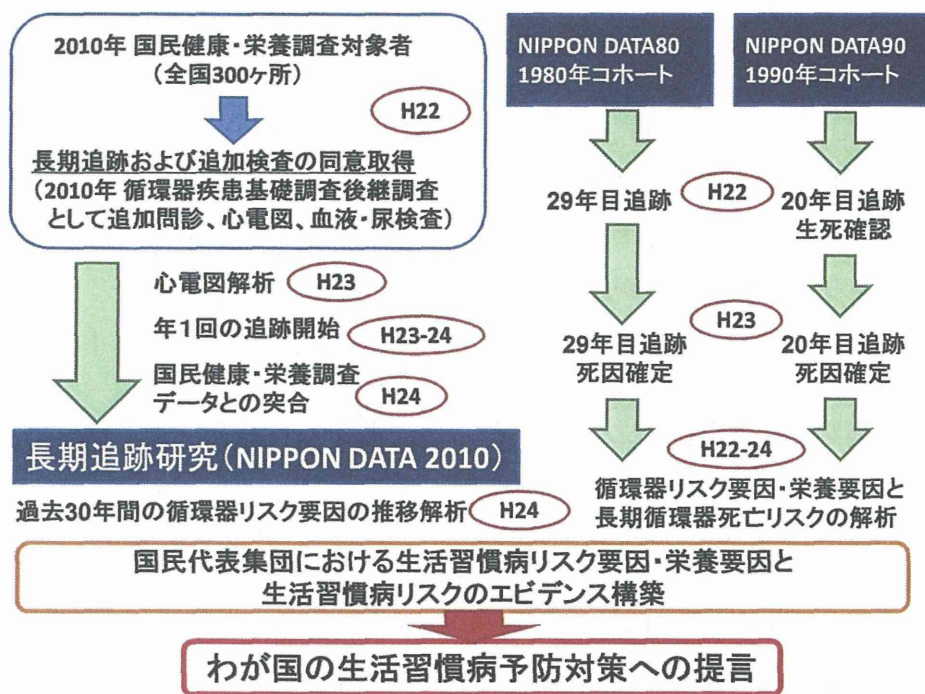 2010年 国民健康・栄養調査対象者
（全国300ヶ所）
H22
長期追跡および追加検査の同意取得
（2010年 循環器疾患基礎調査後継調査
として追加問診、心電図、血液・尿検査）
心電図解析
H23
年１回の追跡開始
H23-24
国民健康・栄養調査
データとの突合
H24
長期追跡研究（NIPPON DATA 2010）
過去30年間の循環器リスク要因の推移解析
H24
NIPPON DATA80
1980年コホート
NIPPON DATA90
1990年コホート
29年目追跡
H22
20年目追跡
生死確認
H23
29年目追跡
死因確定
20年目追跡
死因確定
H22-24
循環器リスク要因・栄養要因と
長期循環器死亡リスクの解析
国民代表集団における生活習慣病リスク要因・栄養要因と
生活習慣病リスクのエビデンス構築
わが国の生活習慣病予防対策への提言